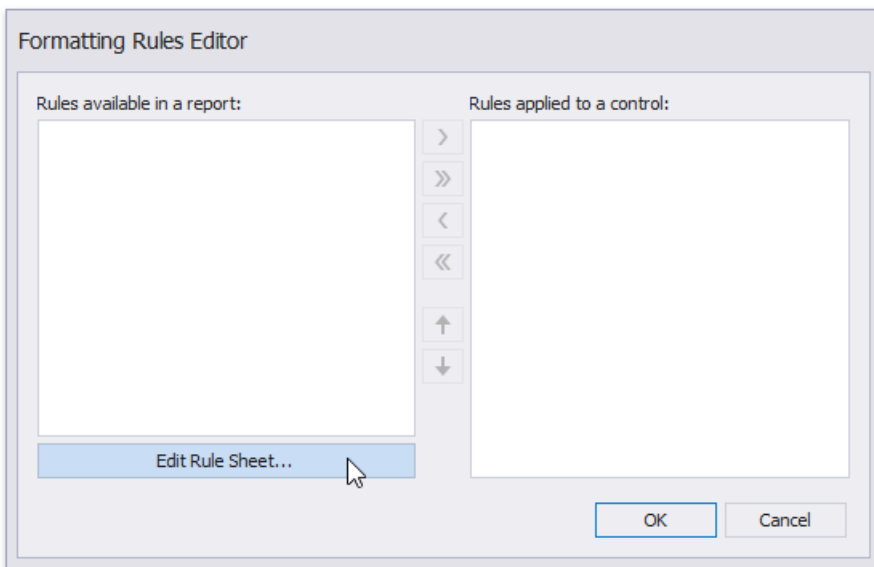 Formatting Rules Editor
Rules available in a report:
Rules applied to a control:
Edit Rule Sheet...
OK
Cancel